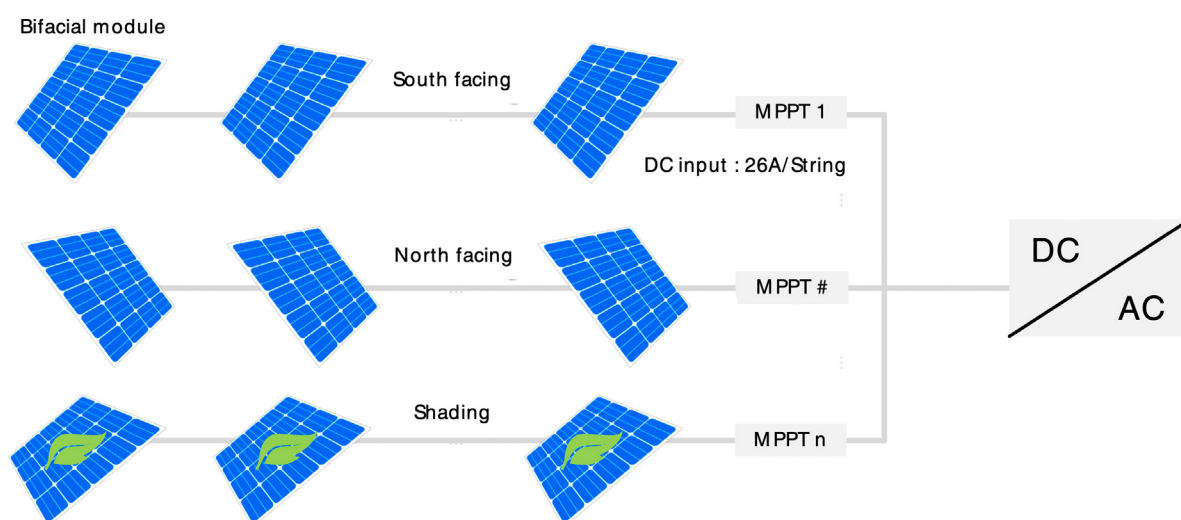 Bifacial module
South facing
MPPT 1
DC input : 26A/String
North facing
MPPT #
DC
AC
Shading
MPPT n